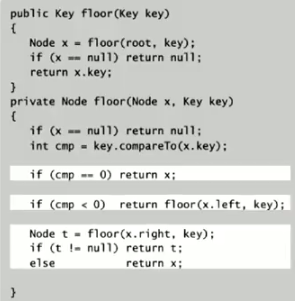 public Key floor(Key key)
{
Node x = floor(root, key);
if (x == null) return null;
return x.key;
}
private Node floor(Node x, Key key)
{
if (x == null) return null;
int cmp = key.compareTo(x.key);
if (cmp == 0) return x;
if (cmp < 0) return floor(x.left, key);
Node t = floor(x.right, key);
if (t != null) return t;
else return x;
}